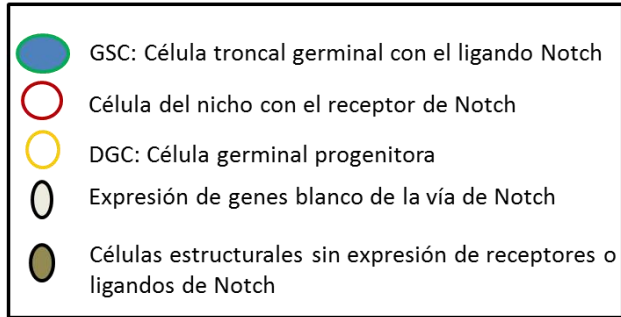 GSC: Célula troncal germinal con el ligando Notch
Célula del nicho con el receptor de Notch
DGC: Célula germinal progenitora
Expresión de genes blanco de la vía de Notch
Células estructurales sin expresión de receptores o
ligandos de Notch